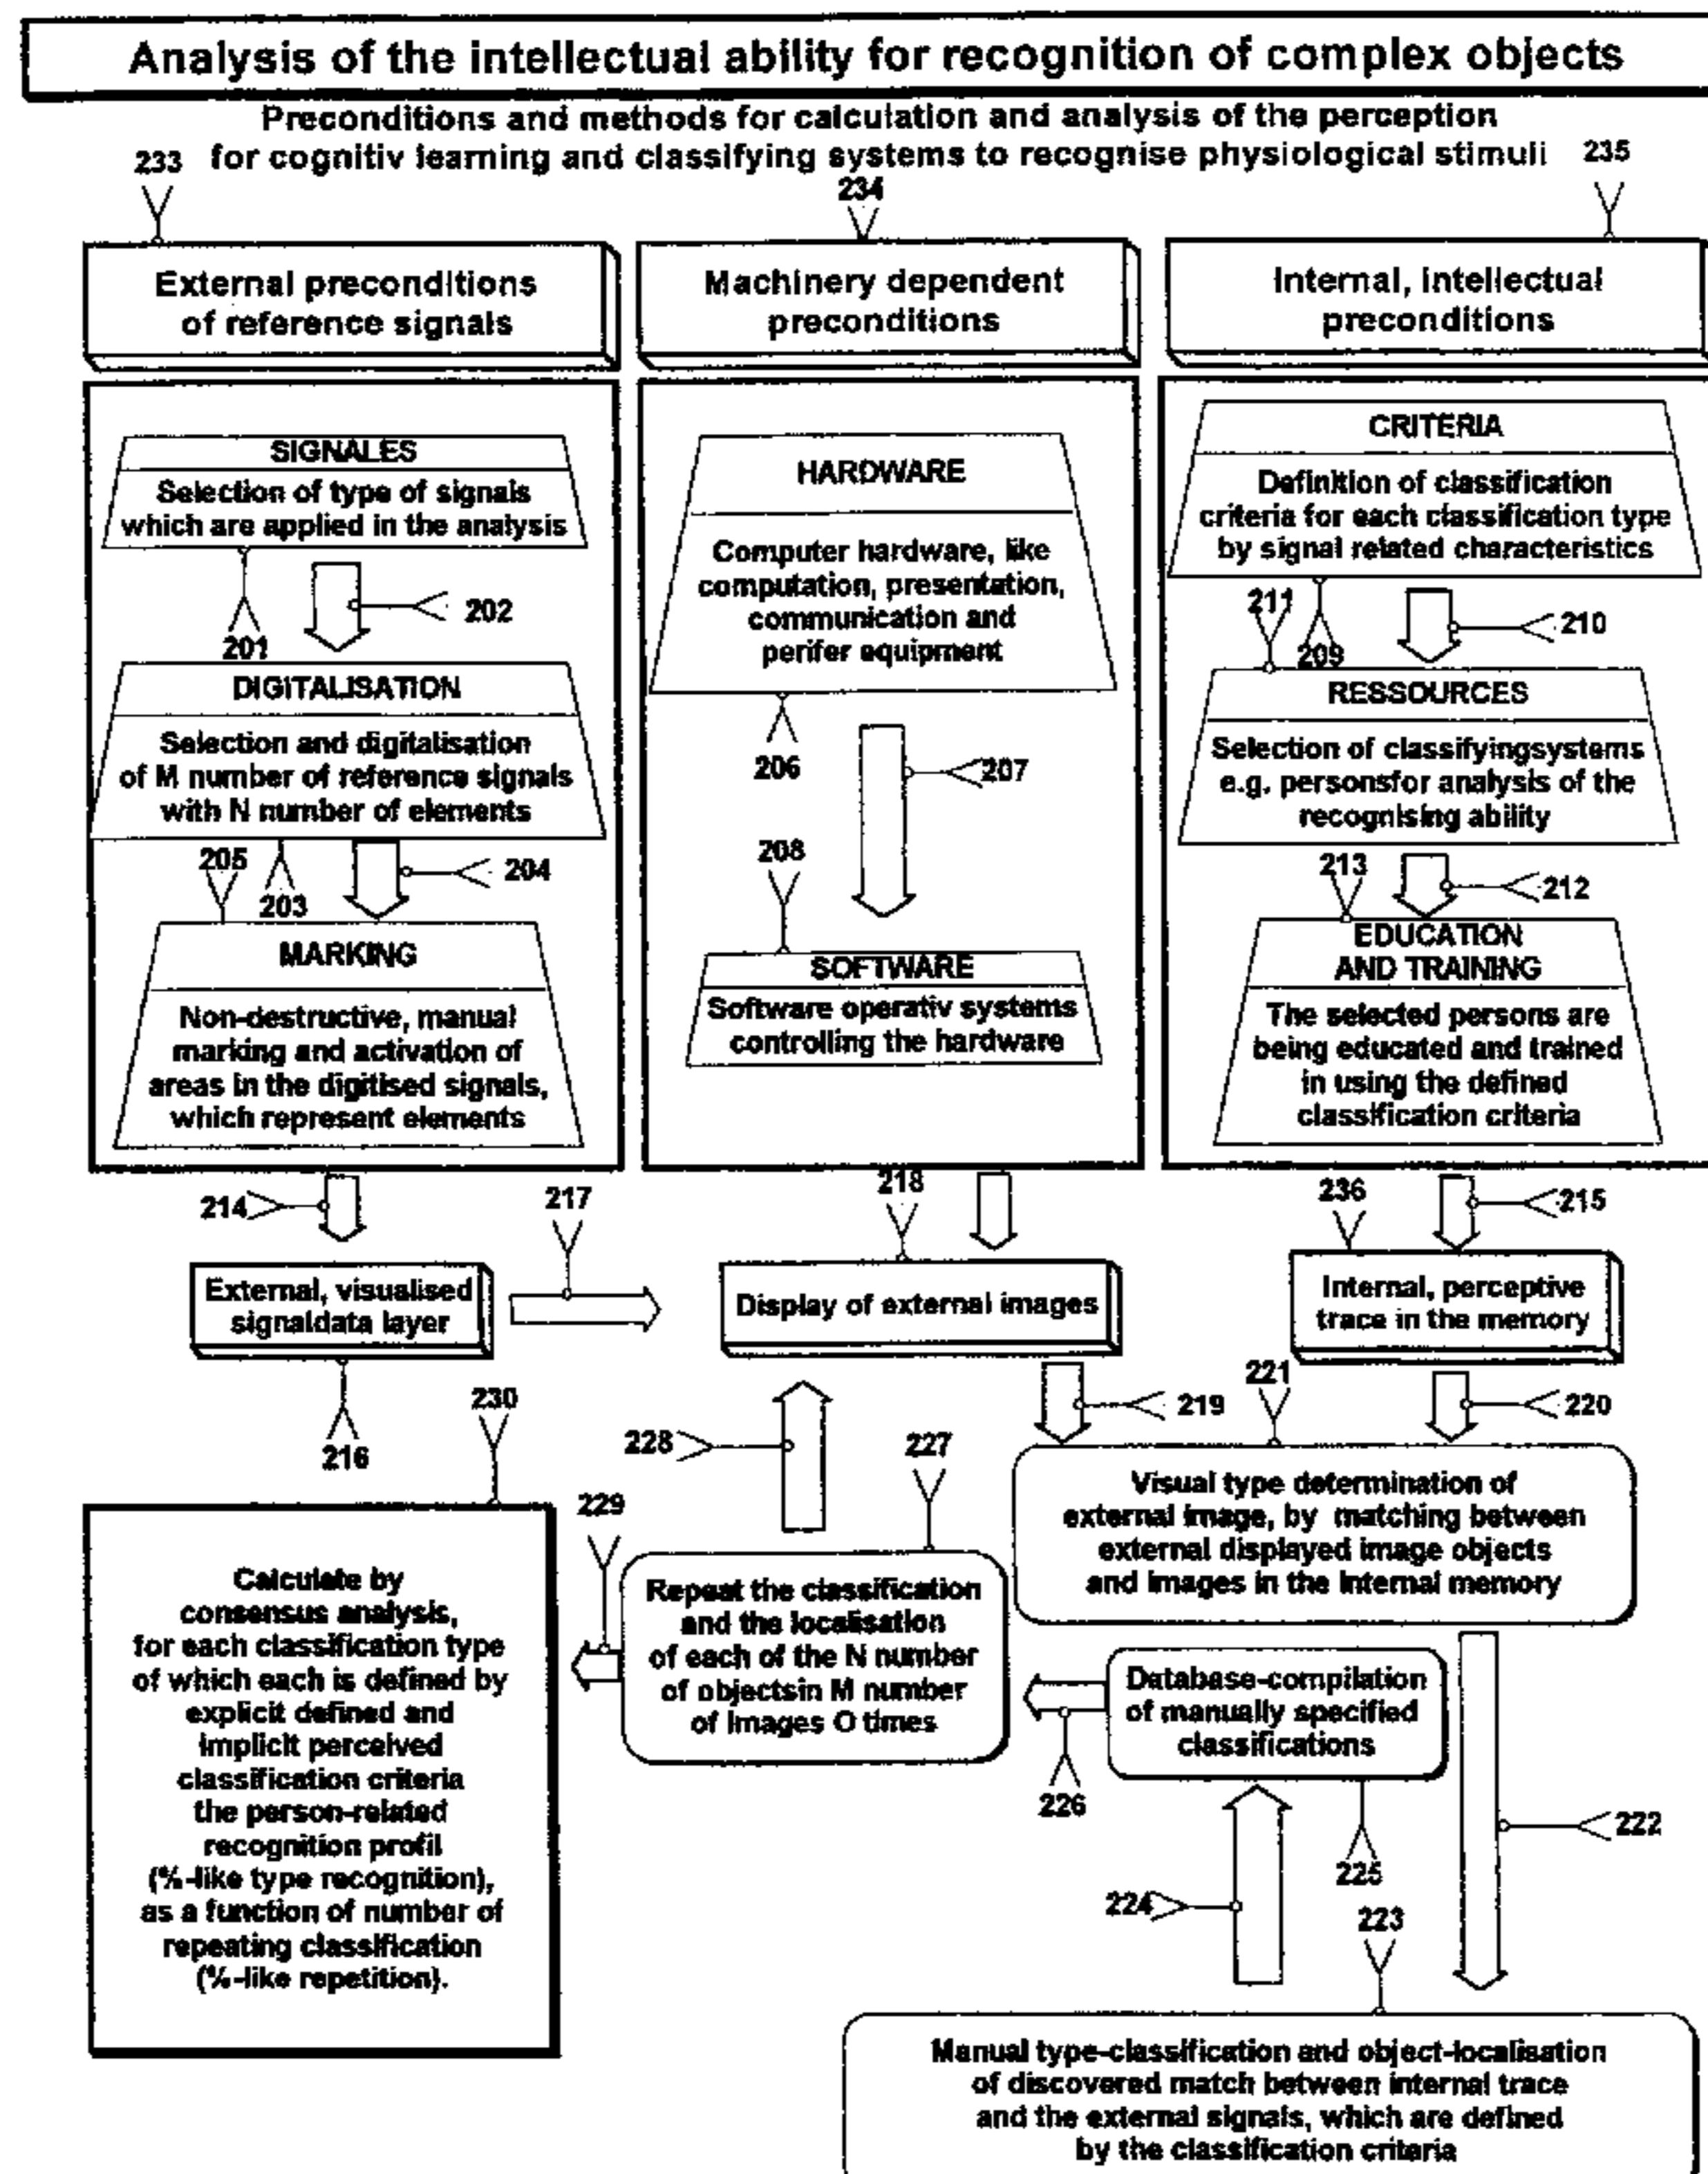 Analysis of the intellectual ability for recognition of complex objects
Preconditions and methods for calculation and analysis of the perception
for cognitiv learning and classifying systems to recognise physiological stimuli
233
234
235
External preconditions
of reference signals
Machinery dependent
preconditions
Internal, intellectual
preconditions
SIGNALES
Selection of type of signals
which are applied in the analysis
201
202
DIGITALISATION
Selection and digitalisation
of M number of reference signals
with N number of elements
205
203
204
MARKING
Non-destructive, manual
marking and activation of
areas in the digitised signals,
which represent elements
HARDWARE
Computer hardware, like
computation, presentation,
communication and
perifer equipment
206
207
208
SOFTWARE
Software operativ systems
controlling the hardware
CRITERIA
Definition of classification
criteria for each classification type
by signal related characteristics
211
209
210
RESSOURCES
Selection of classifyingsystems
e.g. personsfor analysis of the
recognising ability
213
212
EDUCATION
AND TRAINING
The selected persons are
being educated and trained
in using the defined
classification criteria
214
217
218
236
215
External, visualised
signaldata layer
Display of external images
Internal, perceptive
trace in the memory
216
230
228
227
219
221
220
Visual type determination of
external image, by matching between
external displayed image objects
and images in the internal memory
229
Calculate by
consensus analysis,
for each classification type
of which each is defined by
explicit defined and
implicit perceived
classification criteria
the person-related
recognition profil
(%-like type recognition),
as a function of number of
repeating classification
(%-like repetition).
Repeat the classification
and the localisation
of each of the N number
of objectsin M number
of images O times
Database-compilation
of manually specified
classifications
226
225
222
224
223
Manual type-classification and object-localisation
of discovered match between internal trace
and the external signals, which are defined
by the classification criteria